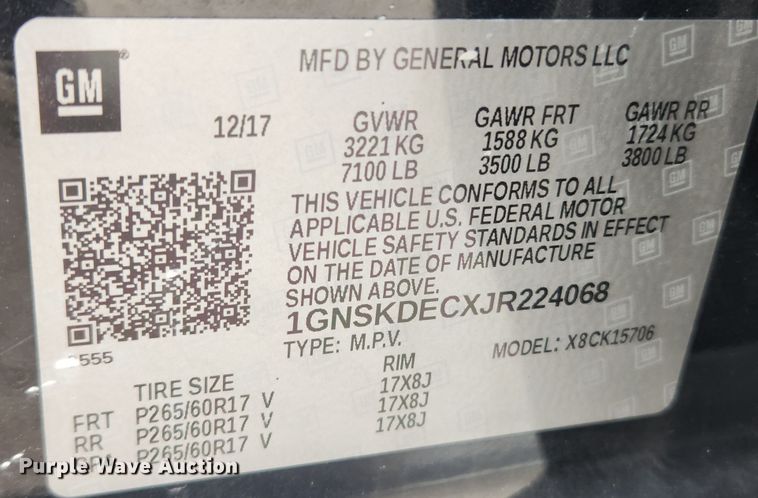 GM
MFD BY GENERAL MOTORS LLC
12/17 GVWR GAWR FRT GAWR RR
3221 KG 1588 KG 1724 KG
7100 LB 3500 LB 3800 LB
THIS VEHICLE CONFORMS TO ALL
APPLICABLE U.S. FEDERAL MOTOR
VEHICLE SAFETY STANDARDS IN EFFECT
ON THE DATE OF MANUFACTURE
SHOWN ABOVE.
1GNSKDECXJR224068
TYPE: M.P.V. MODEL: X8CK15706
5555
TIRE SIZE RIM
FRT P265/60R17 V 17X8J
RR P265/60R17 V 17X8J
P265/60R17 V 17X8J
Purple Wave Auction